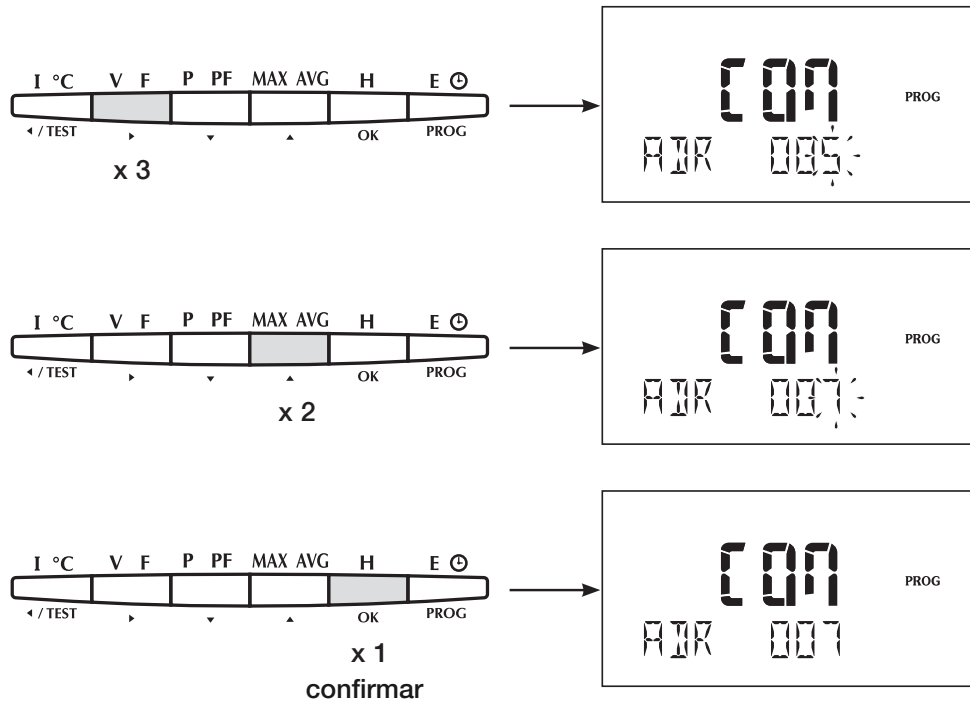 I °C V F P PF MAX AVG H E
/ TEST OK PROG
x 3
COM
PROG
ADR 005
I °C V F P PF MAX AVG H E
/ TEST OK PROG
x 2
COM
PROG
ADR 007
I °C V F P PF MAX AVG H E
/ TEST OK PROG
x 1
confirmar
COM
PROG
ADR 007